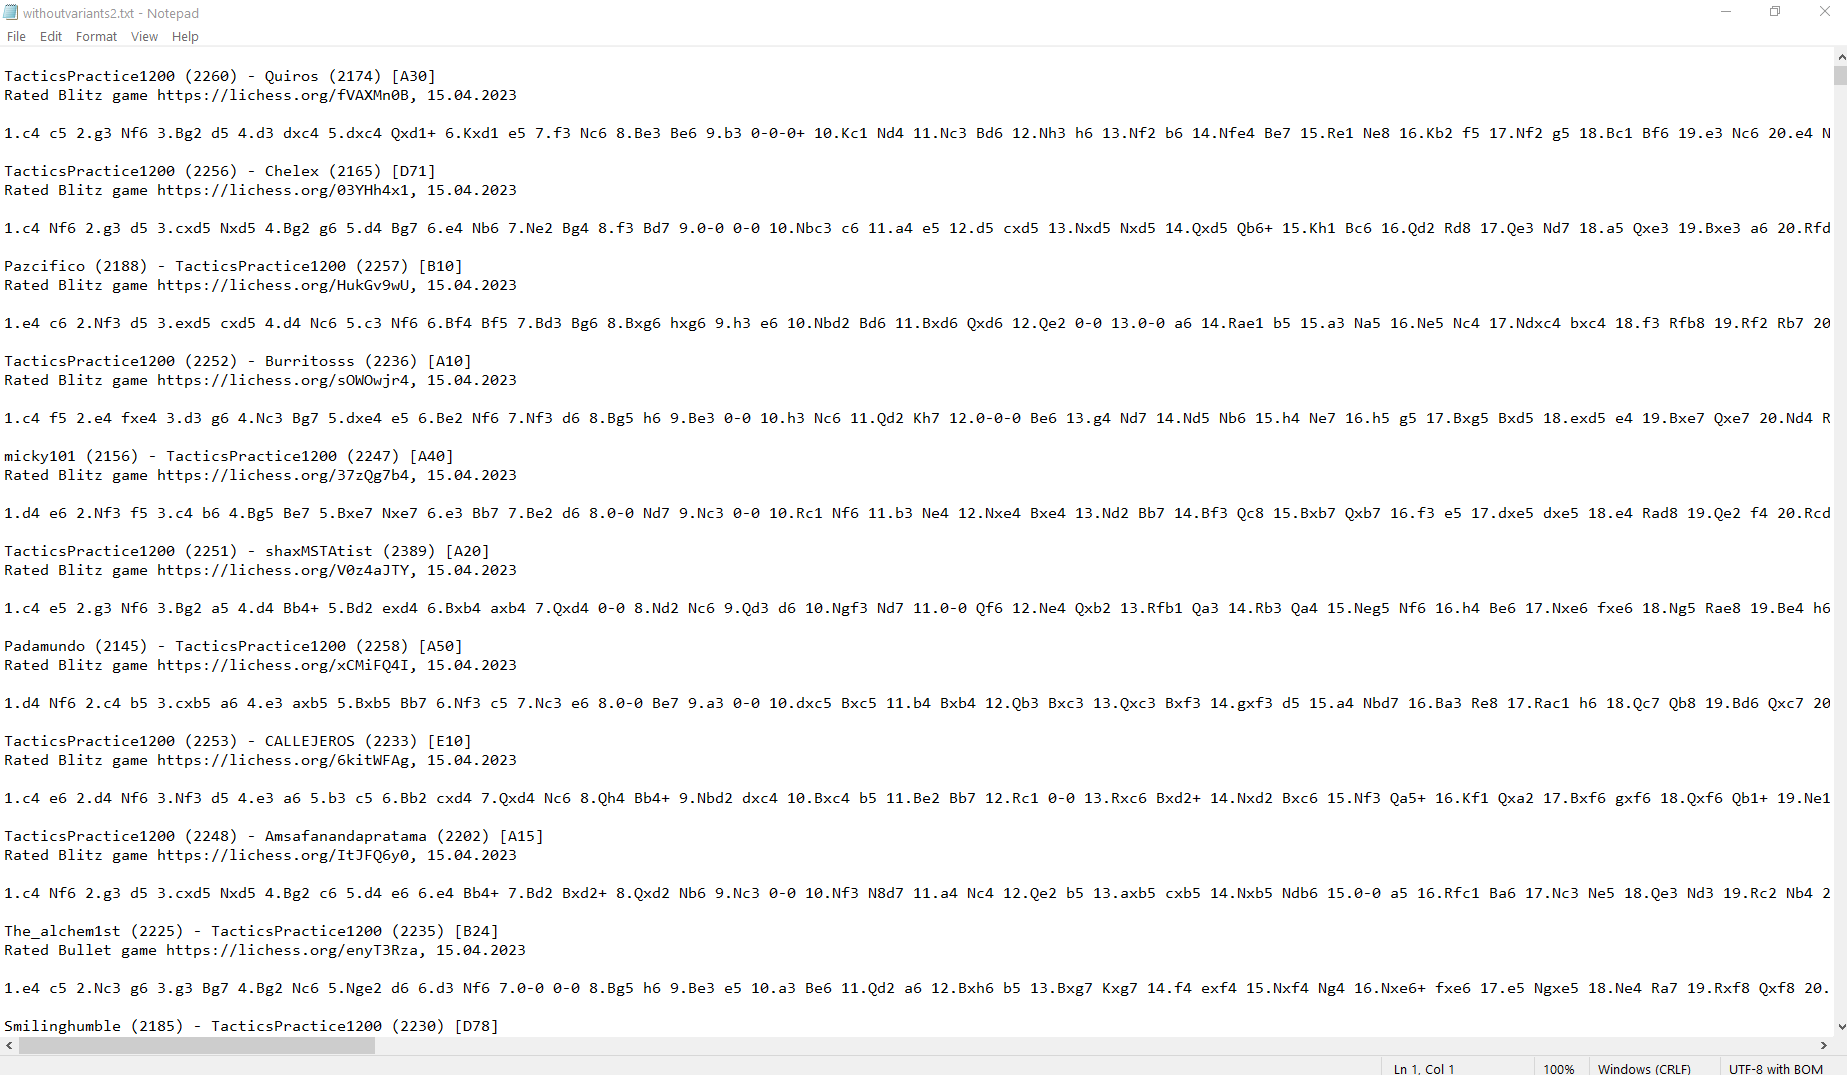 withoutvariants2.txt - Notepad
File Edit Format View Help
TacticsPractice1200 (2260) - Quiros (2174) [A30]
Rated Blitz game https://lichess.org/fVAXMn0B, 15.04.2023
1.c4 c5 2.g3 Nf6 3.Bg2 d5 4.d3 dxc4 5.dxc4 Qxd1+ 6.Kxd1 e5 7.f3 Nc6 8.Be3 Be6 9.b3 0-0-0+ 10.Kc1 Nd4 11.Nc3 Bd6 12.Nh3 h6 13.Nf2 b6 14.Nfe4 Be7 15.Re1 Ne8 16.Kb2 f5 17.Nf2 g5 18.Bc1 Bf6 19.e3 Nc6 20.e4 N
TacticsPractice1200 (2256) - Chelex (2165) [D71]
Rated Blitz game https://lichess.org/03YHh4x1, 15.04.2023
1.c4 Nf6 2.g3 d5 3.cxd5 Nxd5 4.Bg2 g6 5.d4 Bg7 6.e4 Nb6 7.Ne2 Bg4 8.f3 Bd7 9.0-0 0-0 10.Nbc3 c6 11.a4 e5 12.d5 cxd5 13.Nxd5 Nxd5 14.Qxd5 Qb6+ 15.Kh1 Bc6 16.Qd2 Rd8 17.Qe3 Nd7 18.a5 Qxe3 19.Bxe3 a6 20.Rfd
Pazcifico (2188) - TacticsPractice1200 (2257) [B10]
Rated Blitz game https://lichess.org/HukGv9wU, 15.04.2023
1.e4 c6 2.Nf3 d5 3.exd5 cxd5 4.d4 Nc6 5.c3 Nf6 6.Bf4 Bf5 7.Bd3 Bg6 8.Bxg6 hxg6 9.h3 e6 10.Nbd2 Bd6 11.Bxd6 Qxd6 12.Qe2 0-0 13.0-0 a6 14.Rae1 b5 15.a3 Na5 16.Ne5 Nc4 17.Ndxc4 bxc4 18.f3 Rfb8 19.Rf2 Rb7 20
TacticsPractice1200 (2252) - Burritosss (2236) [A10]
Rated Blitz game https://lichess.org/sOWOwjr4, 15.04.2023
1.c4 f5 2.e4 fxe4 3.d3 g6 4.Nc3 Bg7 5.dxe4 e5 6.Be2 Nf6 7.Nf3 d6 8.Bg5 h6 9.Be3 0-0 10.h3 Nc6 11.Qd2 Kh7 12.0-0-0 Be6 13.g4 Nd7 14.Nd5 Nb6 15.h4 Ne7 16.h5 g5 17.Bxg5 Bxd5 18.exd5 e4 19.Bxe7 Qxe7 20.Nd4 R
micky101 (2156) - TacticsPractice1200 (2247) [A40]
Rated Blitz game https://lichess.org/37zQg7b4, 15.04.2023
1.d4 e6 2.Nf3 f5 3.c4 b6 4.Bg5 Be7 5.Bxe7 Nxe7 6.e3 Bb7 7.Be2 d6 8.0-0 Nd7 9.Nc3 0-0 10.Rc1 Nf6 11.b3 Ne4 12.Nxe4 Bxe4 13.Nd2 Bb7 14.Bf3 Qc8 15.Bxb7 Qxb7 16.f3 e5 17.dxe5 dxe5 18.e4 Rad8 19.Qe2 f4 20.Rcd
TacticsPractice1200 (2251) - shaxMSTAtist (2389) [A20]
Rated Blitz game https://lichess.org/V0z4aJTY, 15.04.2023
1.c4 e5 2.g3 Nf6 3.Bg2 a5 4.d4 Bb4+ 5.Bd2 exd4 6.Bxb4 axb4 7.Qxd4 0-0 8.Nd2 Nc6 9.Qd3 d6 10.Ngf3 Nd7 11.0-0 Qf6 12.Ne4 Qxb2 13.Rfb1 Qa3 14.Rb3 Qa4 15.Neg5 Nf6 16.h4 Be6 17.Nxe6 fxe6 18.Ng5 Rae8 19.Be4 h6
Padamundo (2145) - TacticsPractice1200 (2258) [A50]
Rated Blitz game https://lichess.org/xCMiFQ4I, 15.04.2023
1.d4 Nf6 2.c4 b5 3.cxb5 a6 4.e3 axb5 5.Bxb5 Bb7 6.Nf3 c5 7.Nc3 e6 8.0-0 Be7 9.a3 0-0 10.dxc5 Bxc5 11.b4 Bxb4 12.Qb3 Bxc3 13.Qxc3 Bxf3 14.gxf3 d5 15.a4 Nbd7 16.Ba3 Re8 17.Rac1 h6 18.Qc7 Qb8 19.Bd6 Qxc7 20
TacticsPractice1200 (2253) - CALLEJEROS (2233) [E10]
Rated Blitz game https://lichess.org/6kitWFAg, 15.04.2023
1.c4 e6 2.d4 Nf6 3.Nf3 d5 4.e3 a6 5.b3 c5 6.Bb2 cxd4 7.Qxd4 Nc6 8.Qh4 Bb4+ 9.Nbd2 dxc4 10.Bxc4 b5 11.Be2 Bb7 12.Rc1 0-0 13.Rxc6 Bxd2+ 14.Nxd2 Bxc6 15.Nf3 Qa5+ 16.Kf1 Qxa2 17.Bxf6 gxf6 18.Qxf6 Qb1+ 19.Ne1
TacticsPractice1200 (2248) - Amsafanandapratama (2202) [A15]
Rated Blitz game https://lichess.org/ItJFQ6y0, 15.04.2023
1.c4 Nf6 2.g3 d5 3.cxd5 Nxd5 4.Bg2 c6 5.d4 e6 6.e4 Bb4+ 7.Bd2 Bxd2+ 8.Qxd2 Nb6 9.Nc3 0-0 10.Nf3 N8d7 11.a4 Nc4 12.Qe2 b5 13.axb5 cxb5 14.Nxb5 Ndb6 15.0-0 a5 16.Rfc1 Ba6 17.Nc3 Ne5 18.Qe3 Nd3 19.Rc2 Nb4 2
The_alchem1st (2225) - TacticsPractice1200 (2235) [B24]
Rated Bullet game https://lichess.org/enyT3Rza, 15.04.2023
1.e4 c5 2.Nc3 g6 3.g3 Bg7 4.Bg2 Nc6 5.Nge2 d6 6.d3 Nf6 7.0-0 0-0 8.Bg5 h6 9.Be3 e5 10.a3 Be6 11.Qd2 a6 12.Bxh6 b5 13.Bxg7 Kxg7 14.f4 exf4 15.Nxf4 Ng4 16.Nxe6+ fxe6 17.e5 Ngxe5 18.Ne4 Ra7 19.Rxf8 Qxf8 20.
Smilinghumble (2185) - TacticsPractice1200 (2230) [D78]
Ln 1, Col 1 100% Windows (CRLF) UTF-8 with BOM